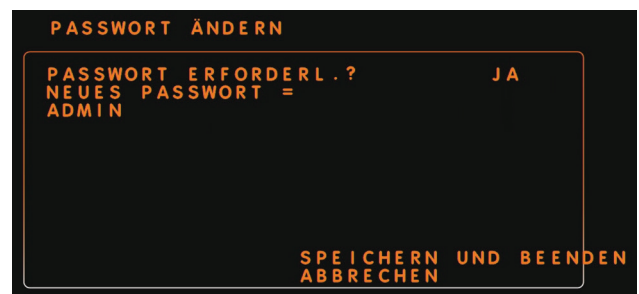 PASSWORT ÄNDERN
PASSWORT ERFORDERL.? JA
NEUES PASSWORT =
ADMIN
SPEICHERN UND BEENDEN
ABBRECHEN